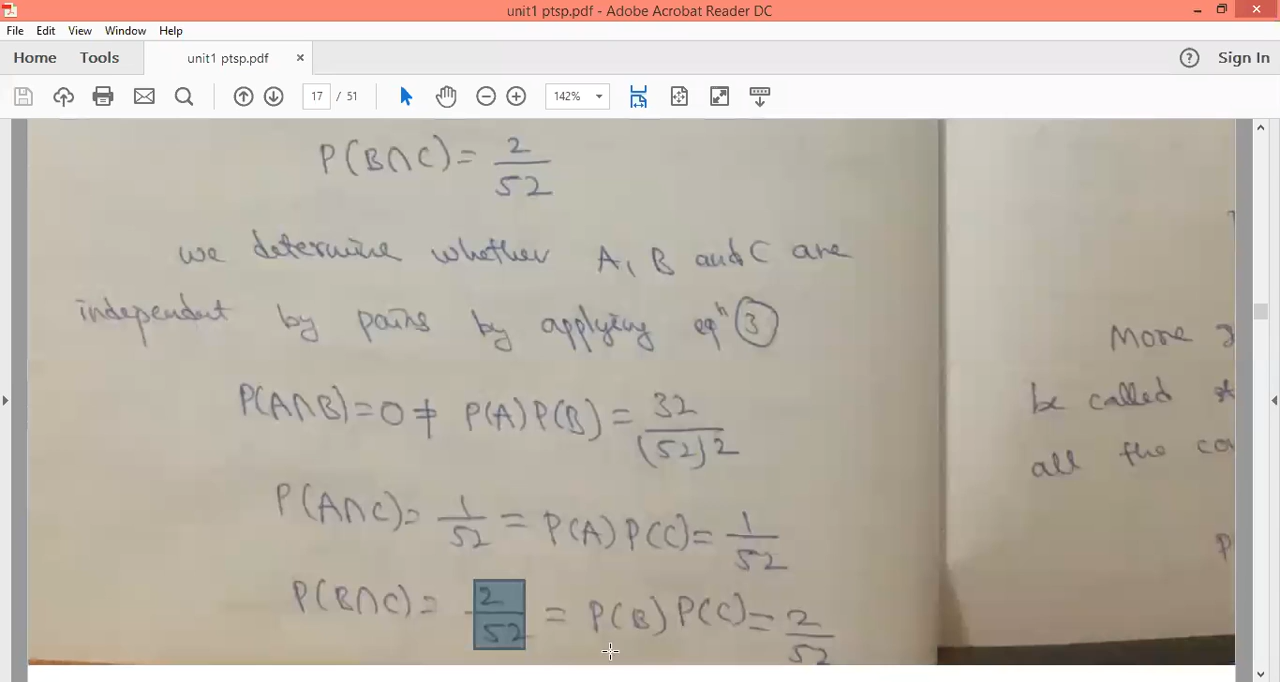 unit1 ptsp.pdf - Adobe Acrobat Reader DC
File Edit View Window Help
Home Tools unit1 ptsp.pdf × ? Sign In
17 / 51 142%
P(B∩C) = 2/52
we determine whether A, B and C are
independent by pairs by applying eqⁿ ③
P(A∩B) = 0 ≠ P(A) P(B) = 32/(52)2
P(A∩C) = 1/52 = P(A) P(C) = 1/52
P(B∩C) = 2/52 = P(B) P(C) = 2/52
More
be called
all the
P